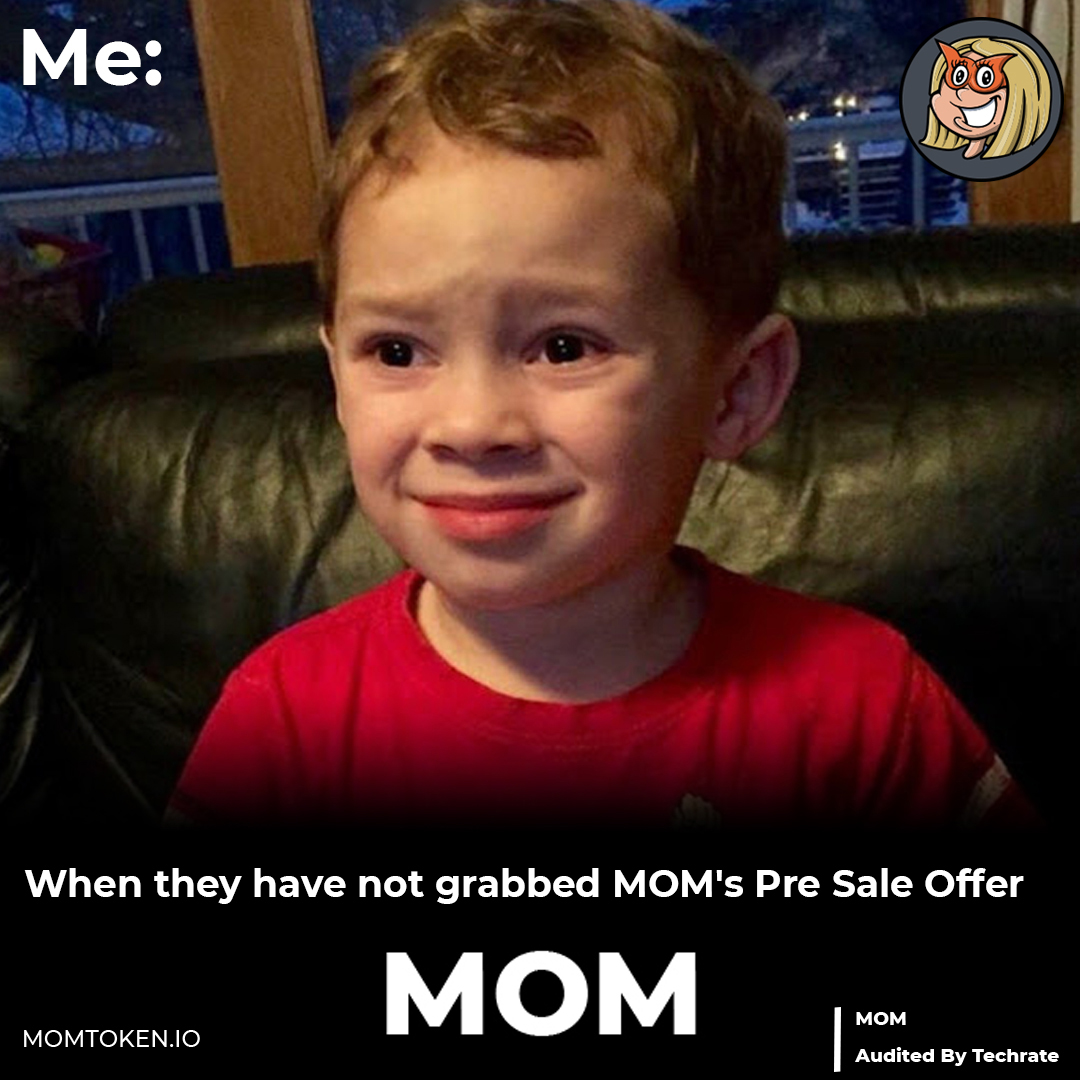 Me:
When they have not grabbed MOM's Pre Sale Offer
MOM
MOMTOKEN.IO
MOM
Audited By Techrate